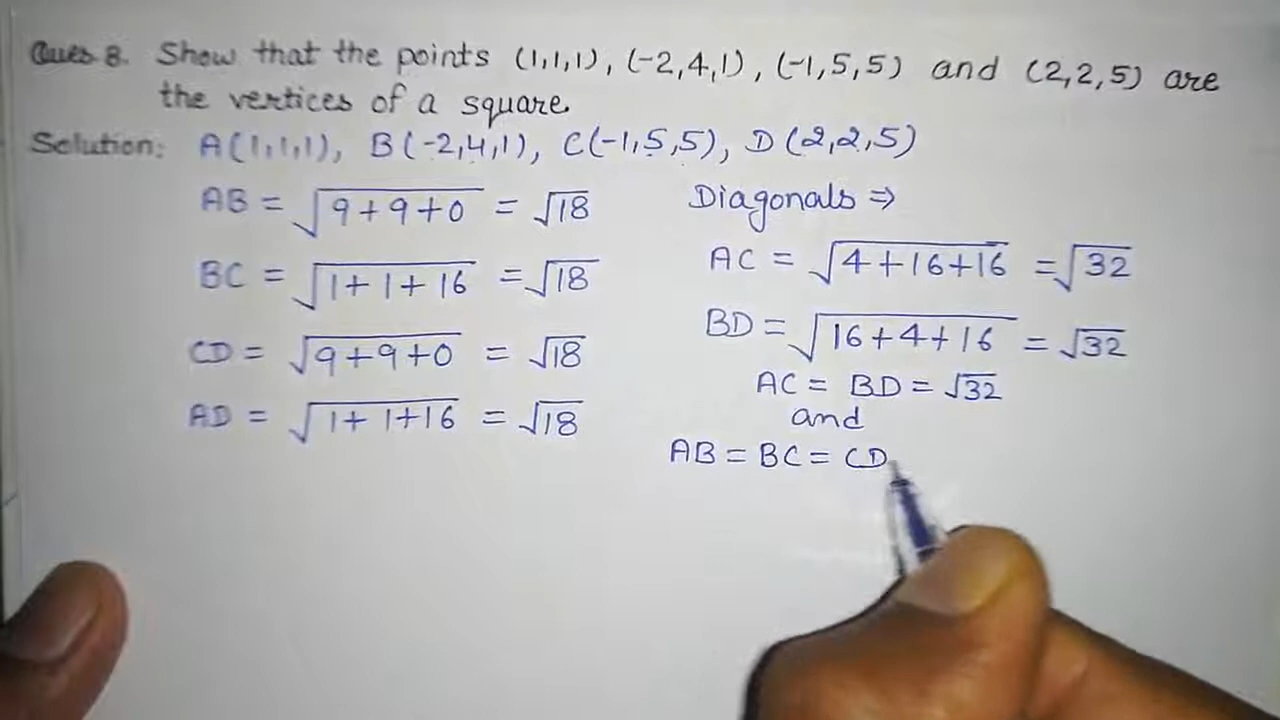 Ques 8. Show that the points (1,1,1), (-2,4,1), (-1,5,5) and (2,2,5) are
the vertices of a square.
Solution: A(1,1,1), B(-2,4,1), C(-1,5,5), D(2,2,5)
AB = √9+9+0 = √18
BC = √1+1+16 = √18
CD = √9+9+0 = √18
AD = √1+1+16 = √18
Diagonals ⇒
AC = √4+16+16 = √32
BD = √16+4+16 = √32
AC = BD = √32
and
AB = BC = CD